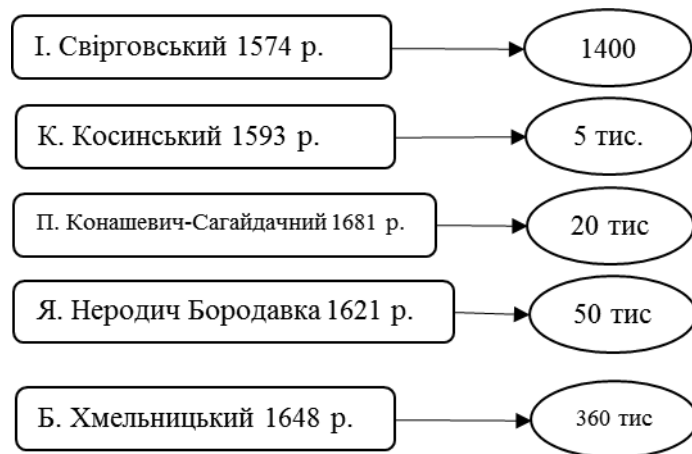 І. Свірговський 1574 р.
1400
К. Косинський 1593 р.
5 тис.
П. Конашевич-Сагайдачний 1681 р.
20 тис
Я. Неродич Бородавка 1621 р.
50 тис
Б. Хмельницький 1648 р.
360 тис